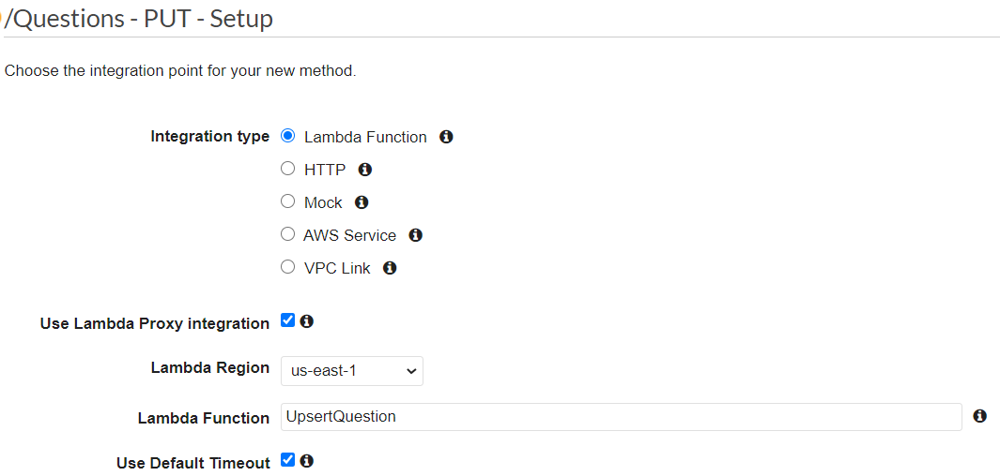 /Questions - PUT - Setup
Choose the integration point for your new method.
Integration type Lambda Function
HTTP
Mock
AWS Service
VPC Link
Use Lambda Proxy integration
Lambda Region us-east-1
Lambda Function UpsertQuestion
Use Default Timeout